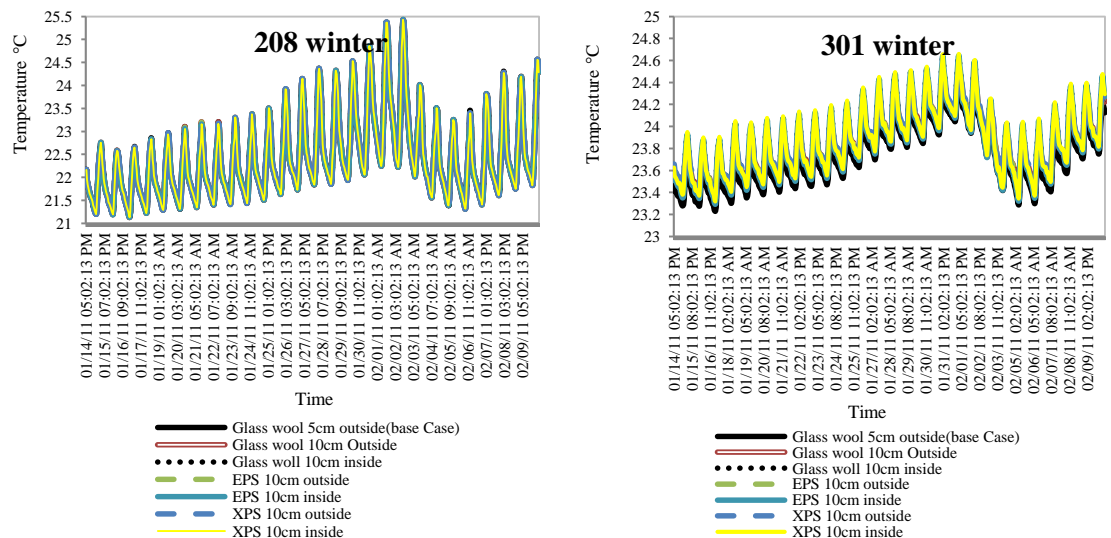 208 winter
Temperature °C
25.5
25
24.5
24
23.5
23
22.5
22
21.5
21
01/14/11 05:02:13 PM
01/15/11 07:02:13 PM
01/16/11 09:02:13 PM
01/17/11 11:02:13 PM
01/19/11 01:02:13 AM
01/20/11 03:02:13 AM
01/21/11 05:02:13 AM
01/22/11 07:02:13 AM
01/23/11 09:02:13 AM
01/24/11 11:02:13 AM
01/25/11 01:02:13 PM
01/26/11 03:02:13 PM
01/27/11 05:02:13 PM
01/28/11 07:02:13 PM
01/29/11 09:02:13 PM
01/30/11 11:02:13 PM
02/01/11 01:02:13 AM
02/02/11 03:02:13 AM
02/03/11 05:02:13 AM
02/04/11 07:02:13 AM
02/05/11 09:02:13 AM
02/06/11 11:02:13 AM
02/07/11 01:02:13 PM
02/08/11 03:02:13 PM
02/09/11 05:02:13 PM
Time
Glass wool 5cm outside(base Case)
Glass wool 10cm Outside
Glass woll 10cm inside
EPS 10cm outside
EPS 10cm inside
XPS 10cm outside
XPS 10cm inside
301 winter
Temperature °C
25
24.8
24.6
24.4
24.2
24
23.8
23.6
23.4
23.2
23
01/14/11 05:02:13 PM
01/15/11 08:02:13 PM
01/16/11 11:02:13 PM
01/18/11 02:02:13 AM
01/19/11 05:02:13 AM
01/20/11 08:02:13 AM
01/21/11 11:02:13 AM
01/22/11 02:02:13 PM
01/23/11 05:02:13 PM
01/24/11 08:02:13 PM
01/25/11 11:02:13 PM
01/27/11 02:02:13 AM
01/28/11 05:02:13 AM
01/29/11 08:02:13 AM
01/30/11 11:02:13 AM
01/31/11 02:02:13 PM
02/01/11 05:02:13 PM
02/02/11 08:02:13 PM
02/03/11 11:02:13 PM
02/05/11 02:02:13 AM
02/06/11 05:02:13 AM
02/07/11 08:02:13 AM
02/08/11 11:02:13 AM
02/09/11 02:02:13 PM
Time
Glass wool 5cm outside(base Case)
Glass wool 10cm Outside
Glass woll 10cm inside
EPS 10cm outside
EPS 10cm inside
XPS 10cm outside
XPS 10cm inside